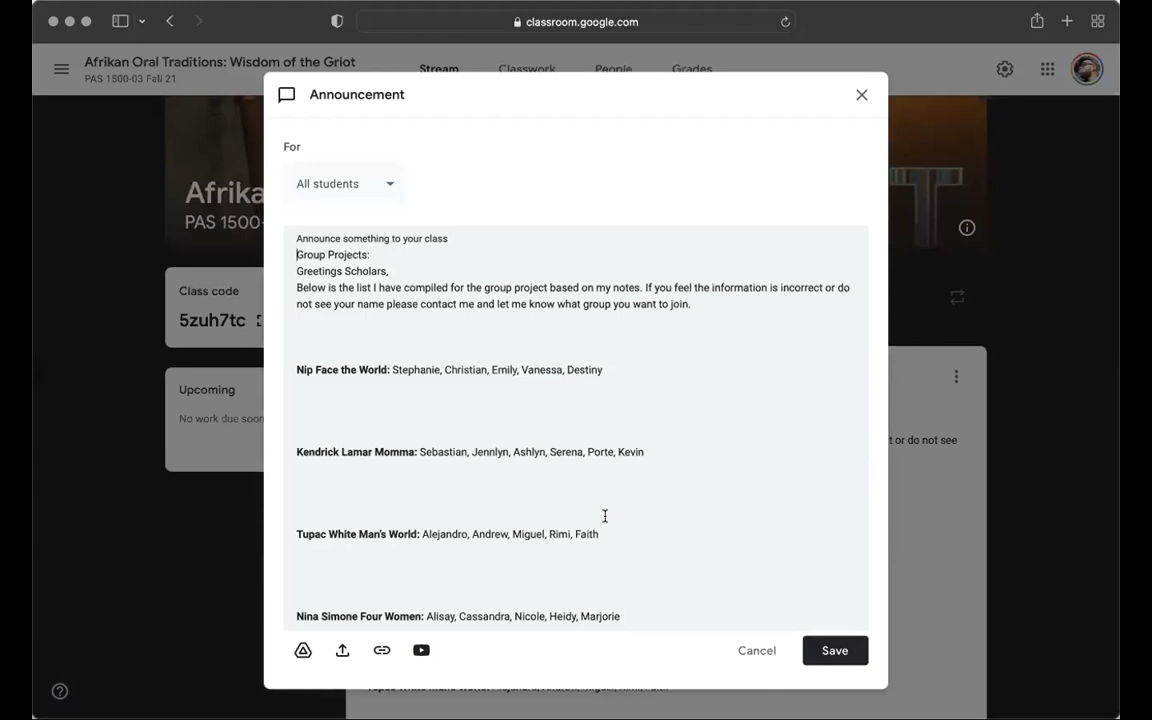 classroom.google.com
Afrikan Oral Traditions: Wisdom of the Griot
PAS 1500-03 Fall 21
Stream Classwork People Grades
Announcement
For
All students
Afrika
PAS 1500-
Class code
5zuh7tc
Upcoming
No work due soon
Announce something to your class
Group Projects:
Greetings Scholars,
Below is the list I have compiled for the group project based on my notes. If you feel the information is incorrect or do
not see your name please contact me and let me know what group you want to join.
Nip Face the World: Stephanie, Christian, Emily, Vanessa, Destiny
t or do not see
Kendrick Lamar Momma: Sebastian, Jennlyn, Ashlyn, Serena, Porte, Kevin
Tupac White Man's World: Alejandro, Andrew, Miguel, Rimi, Faith
Nina Simone Four Women: Alisay, Cassandra, Nicole, Heidy, Marjorie
Cancel Save